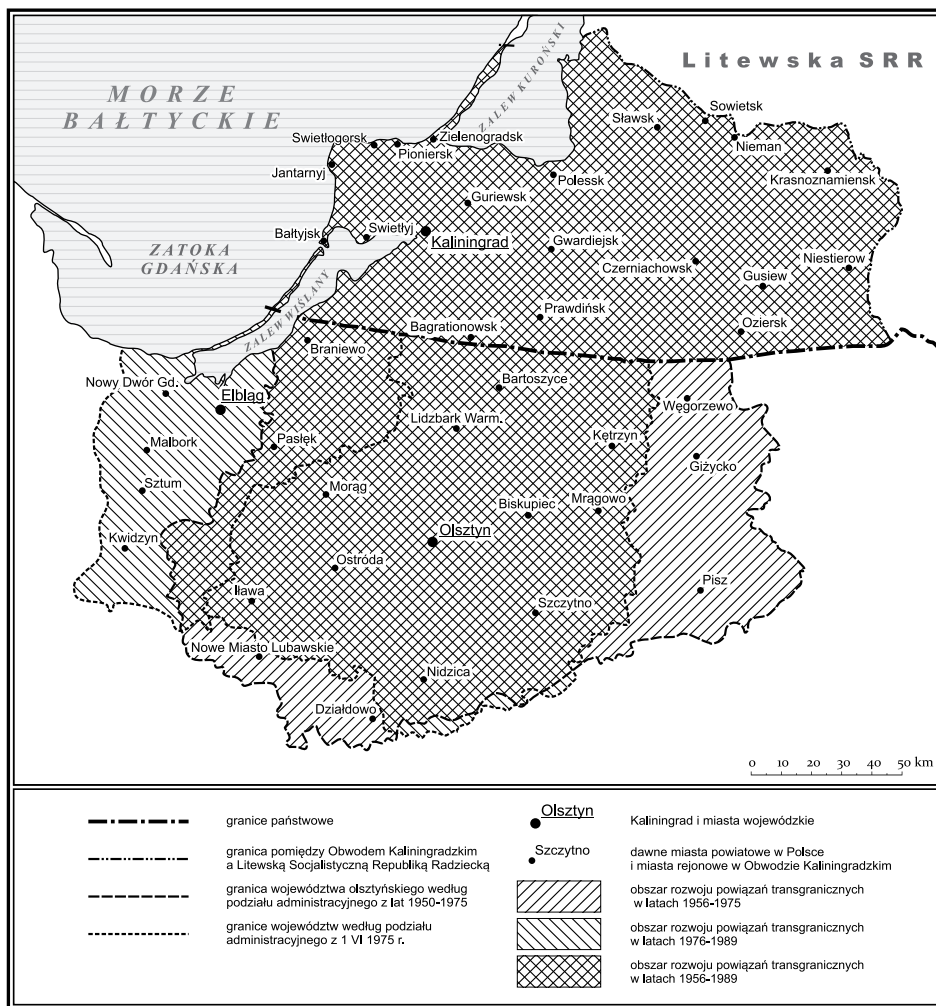 Litewska SRR
MORZE
BAŁTYCKIE
ZALEW KUROŃSKI
Sowietsk
Sławsk
Nieman
Swietłogorsk
Zielenogradsk
Pioniersk
Jantarnyj
Polessk
Krasnoznamiensk
Guriewsk
Bałtyjsk
Swietłyj
Kaliningrad
ZATOKA
GDAŃSKA
Gwardiejsk
Czerniachowsk
Niestierow
Gusiew
ZALEW WIŚLANY
Prawdińsk
Bagrationowsk
Oziersk
Braniewo
Nowy Dwór Gd.
Elbląg
Bartoszyce
Węgorzewo
Lidzbark Warm.
Malbork
Pasłęk
Kętrzyn
Giżycko
Sztum
Morąg
Biskupiec
Mrągowo
Kwidzyn
Olsztyn
Ostróda
Iława
Pisz
Szczytno
Nowe Miasto Lubawskie
Nidzica
Działdowo
0 10 20 30 40 50 km
granice państwowe
granica pomiędzy Obwodem Kaliningradzkim
a Litewską Socjalistyczną Republiką Radziecką
granica województwa olsztyńskiego według
podziału administracyjnego z lat 1950-1975
granice województw według podziału
administracyjnego z 1 VI 1975 r.
Olsztyn
Kaliningrad i miasta wojewódzkie
Szczytno
dawne miasta powiatowe w Polsce
i miasta rejonowe w Obwodzie Kaliningradzkim
obszar rozwoju powiązań transgranicznych
w latach 1956-1975
obszar rozwoju powiązań transgranicznych
w latach 1976-1989
obszar rozwoju powiązań transgranicznych
w latach 1956-1989